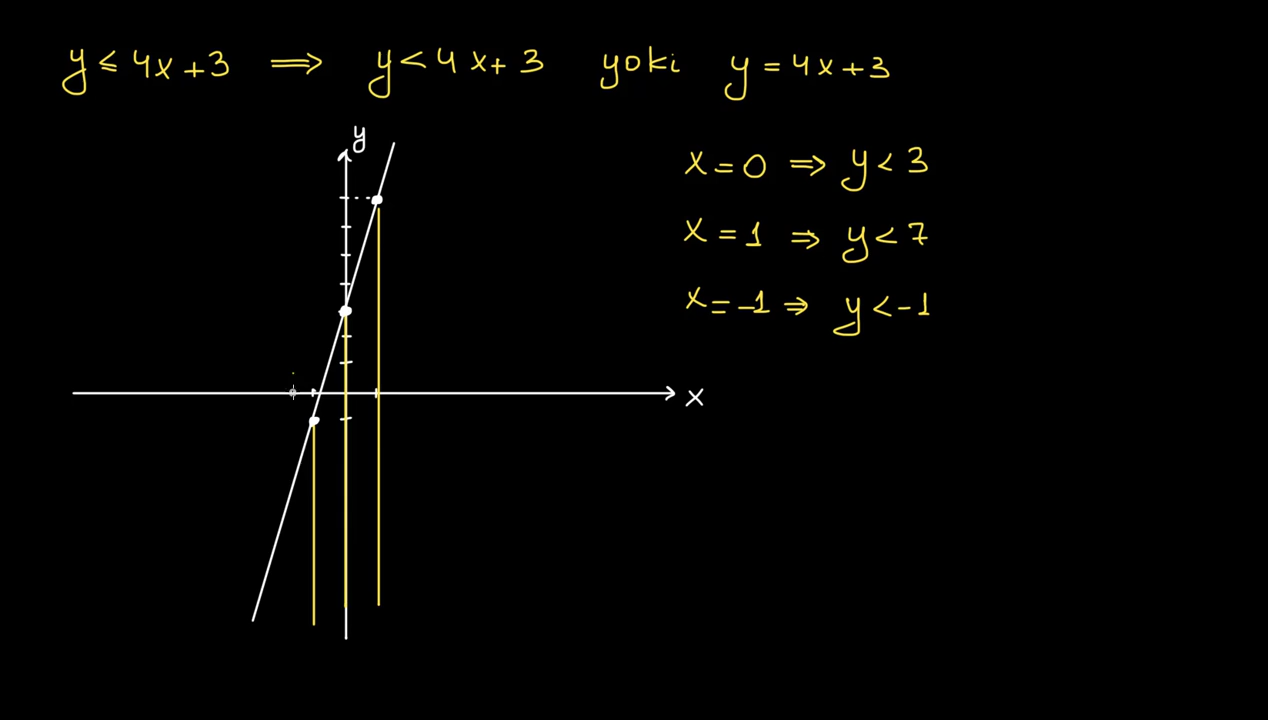 y ≤ 4x + 3 ⟹ y < 4x + 3 yoki y = 4x + 3
y
x = 0 ⇒ y < 3
x = 1 ⇒ y < 7
x = -1 ⇒ y < -1
x